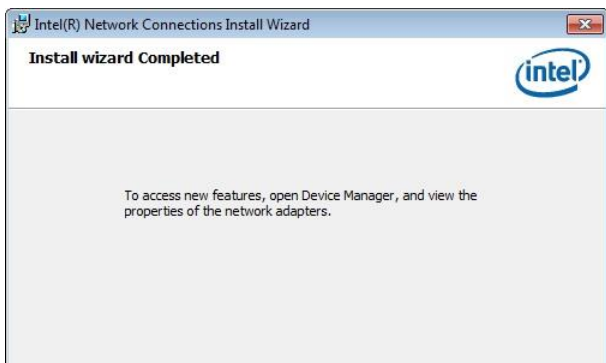 Intel(R) Network Connections Install Wizard
Install wizard Completed
intel
To access new features, open Device Manager, and view the
properties of the network adapters.